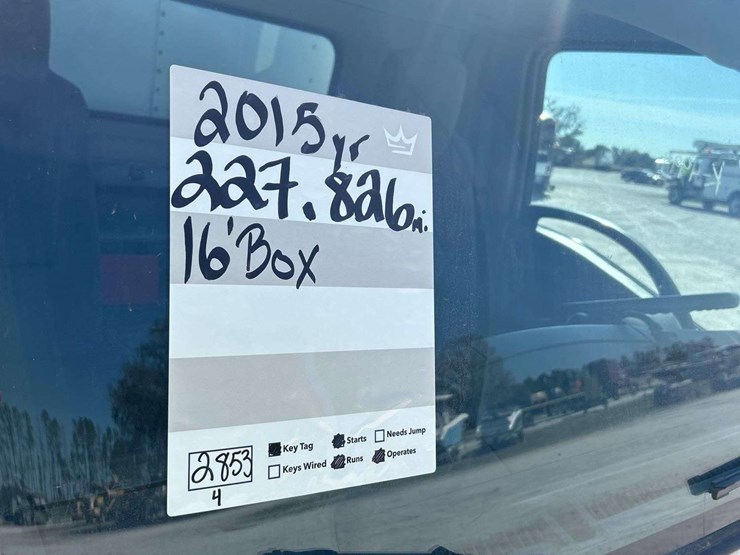 2015 yr
227.826 mi.
16' Box
2853
4
Key Tag Starts Needs Jump
Keys Wired Runs Operates